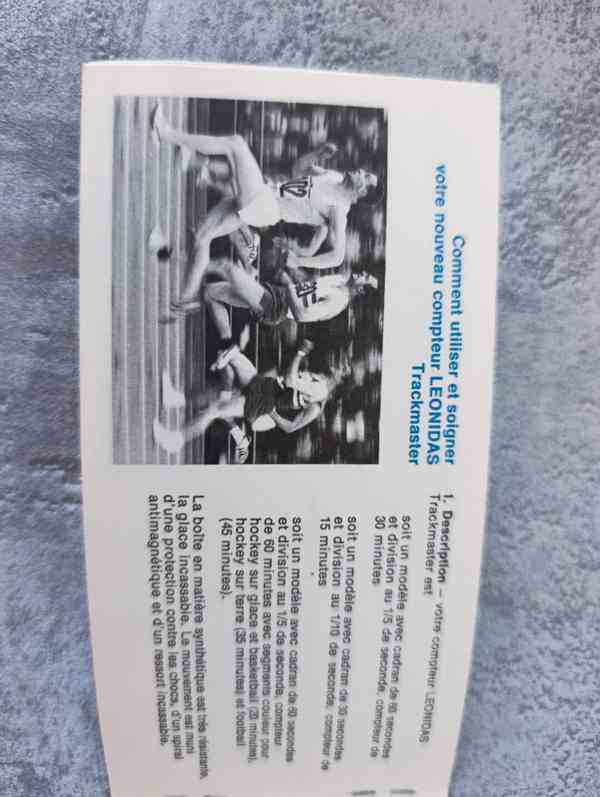 Comment utiliser et soigner
votre nouveau compteur LEONIDAS
Trackmaster
102
1. Description – votre compteur LEONIDAS
Trackmaster est
soit un modèle avec cadran de 60 secondes
et division au 1/5 de seconde, compteur de
30 minutes
soit un modèle avec cadran de 30 secondes
et division au 1/10 de seconde, compteur de
15 minutes
soit un modèle avec cadran de 60 secondes
et division au 1/5 de seconde, compteur
de 60 minutes avec segments couleur pour
hockey sur glace et basketball (20 minutes),
hockey sur terre (35 minutes) et football
(45 minutes).
La boîte en matière synthétique est très résistante,
la glace incassable. Le mouvement est muni
d'une protection contre les chocs, d'un spiral
antimagnétique et d'un ressort incassable.